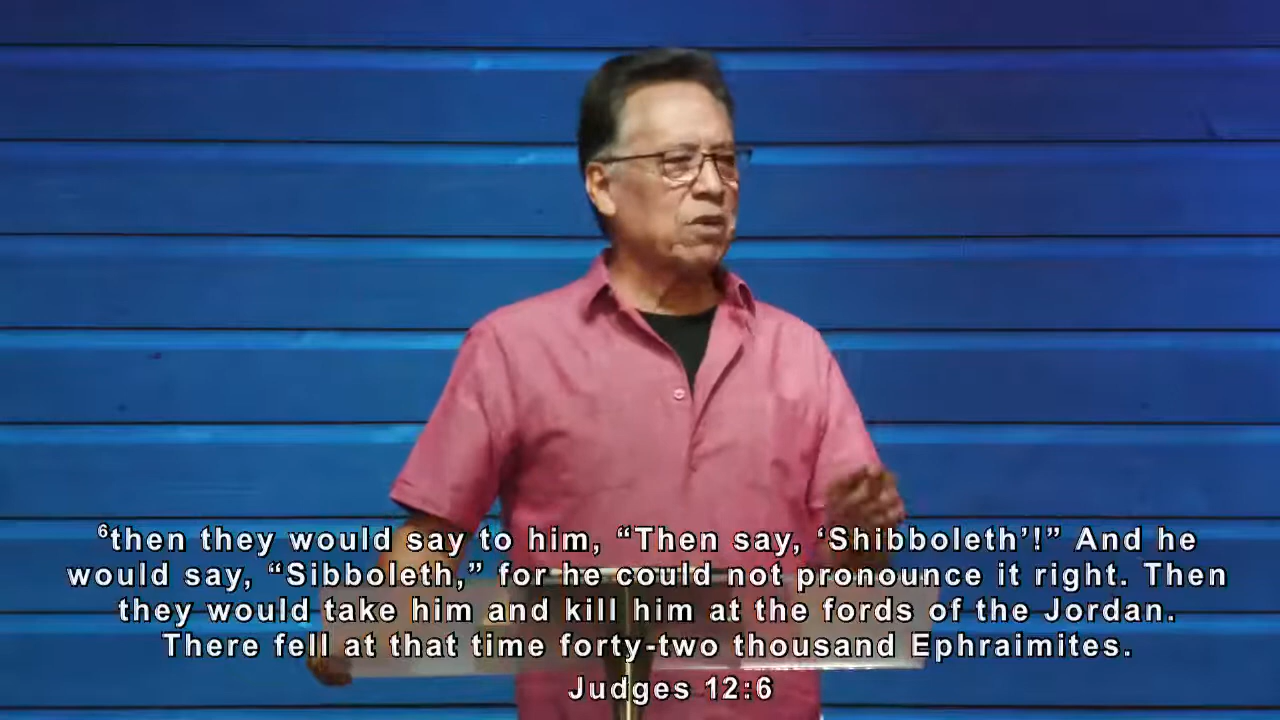 ⁶then they would say to him, “Then say, ‘Shibboleth’!” And he
would say, “Sibboleth,” for he could not pronounce it right. Then
they would take him and kill him at the fords of the Jordan.
There fell at that time forty-two thousand Ephraimites.
Judges 12:6